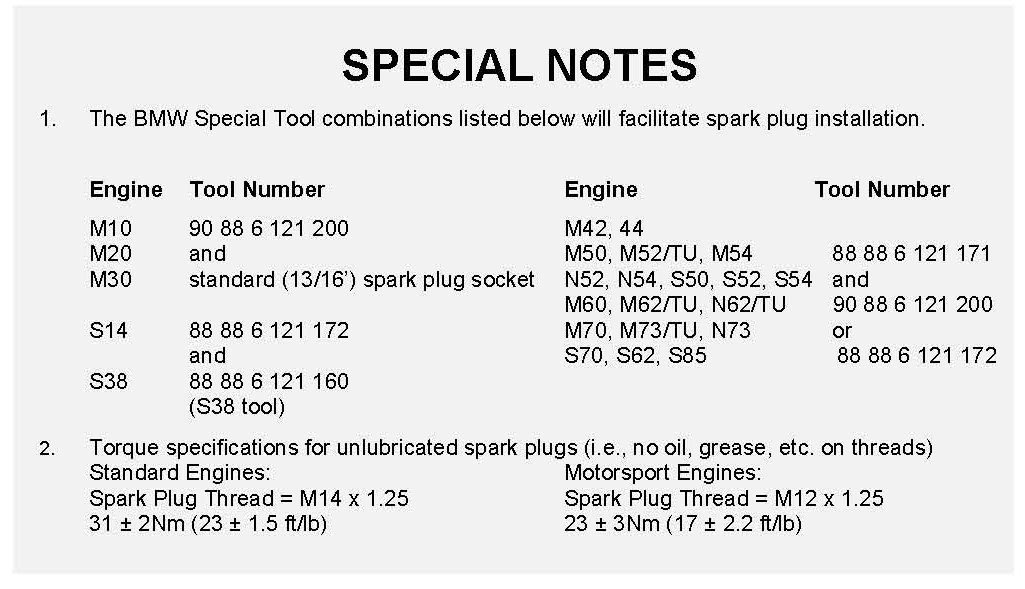 SPECIAL NOTES
1. The BMW Special Tool combinations listed below will facilitate spark plug installation.
Engine Tool Number Engine Tool Number
M10 90 88 6 121 200 M42, 44
M20 and M50, M52/TU, M54 88 88 6 121 171
M30 standard (13/16') spark plug socket N52, N54, S50, S52, S54 and
M60, M62/TU, N62/TU 90 88 6 121 200
S14 88 88 6 121 172 M70, M73/TU, N73 or
and S70, S62, S85 88 88 6 121 172
S38 88 88 6 121 160
(S38 tool)
2. Torque specifications for unlubricated spark plugs (i.e., no oil, grease, etc. on threads)
Standard Engines: Motorsport Engines:
Spark Plug Thread = M14 x 1.25 Spark Plug Thread = M12 x 1.25
31 ± 2Nm (23 ± 1.5 ft/lb) 23 ± 3Nm (17 ± 2.2 ft/lb)